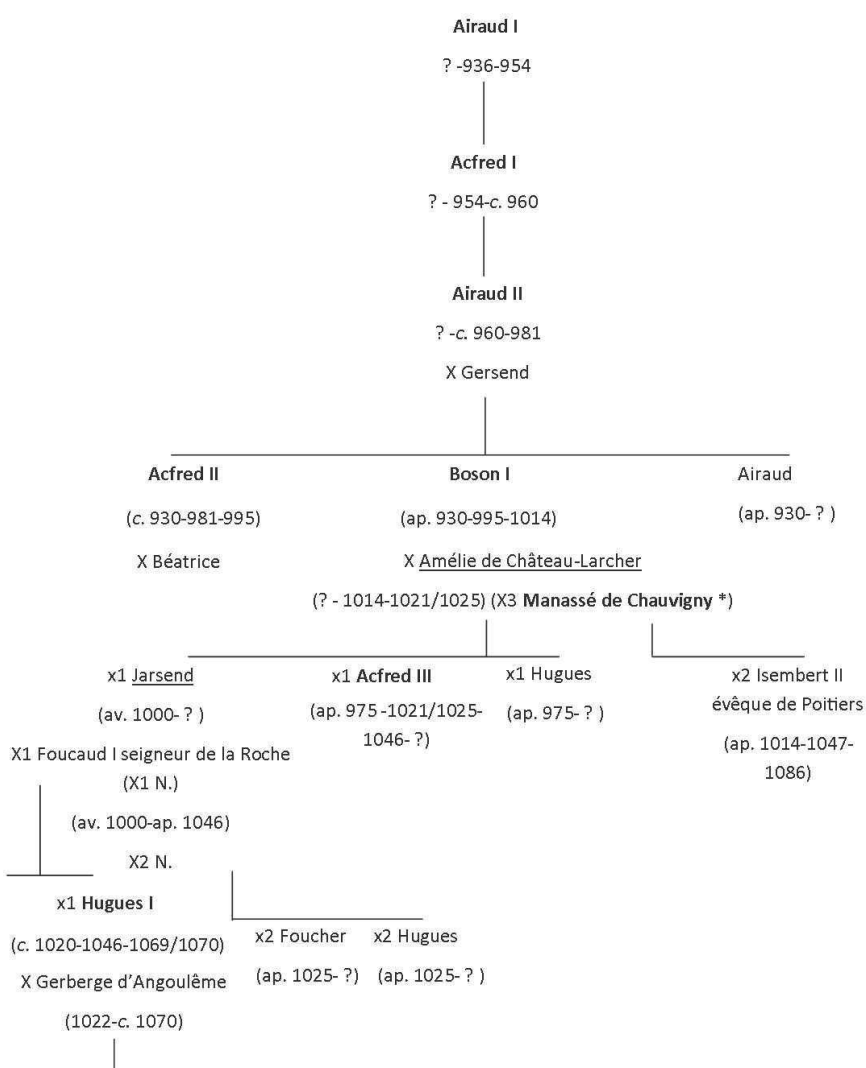 Airaud I
? -936-954
Acfred I
? - 954-c. 960
Airaud II
? -c. 960-981
X Gersend
Acfred II
(c. 930-981-995)
X Béatrice
Boson I
(ap. 930-995-1014)
X Amélie de Château-Larcher
(? - 1014-1021/1025) (X3 Manassé de Chauvigny *)
Airaud
(ap. 930- ? )
x1 Jarsend
(av. 1000- ? )
X1 Foucaud I seigneur de la Roche
(X1 N.)
(av. 1000-ap. 1046)
X2 N.
x1 Acfred III
(ap. 975 -1021/1025-
1046- ?)
x1 Hugues
(ap. 975- ? )
x2 Isembert II
évêque de Poitiers
(ap. 1014-1047-
1086)
x1 Hugues I
(c. 1020-1046-1069/1070)
X Gerberge d'Angoulême
(1022-c. 1070)
x2 Foucher
(ap. 1025- ?)
x2 Hugues
(ap. 1025- ? )